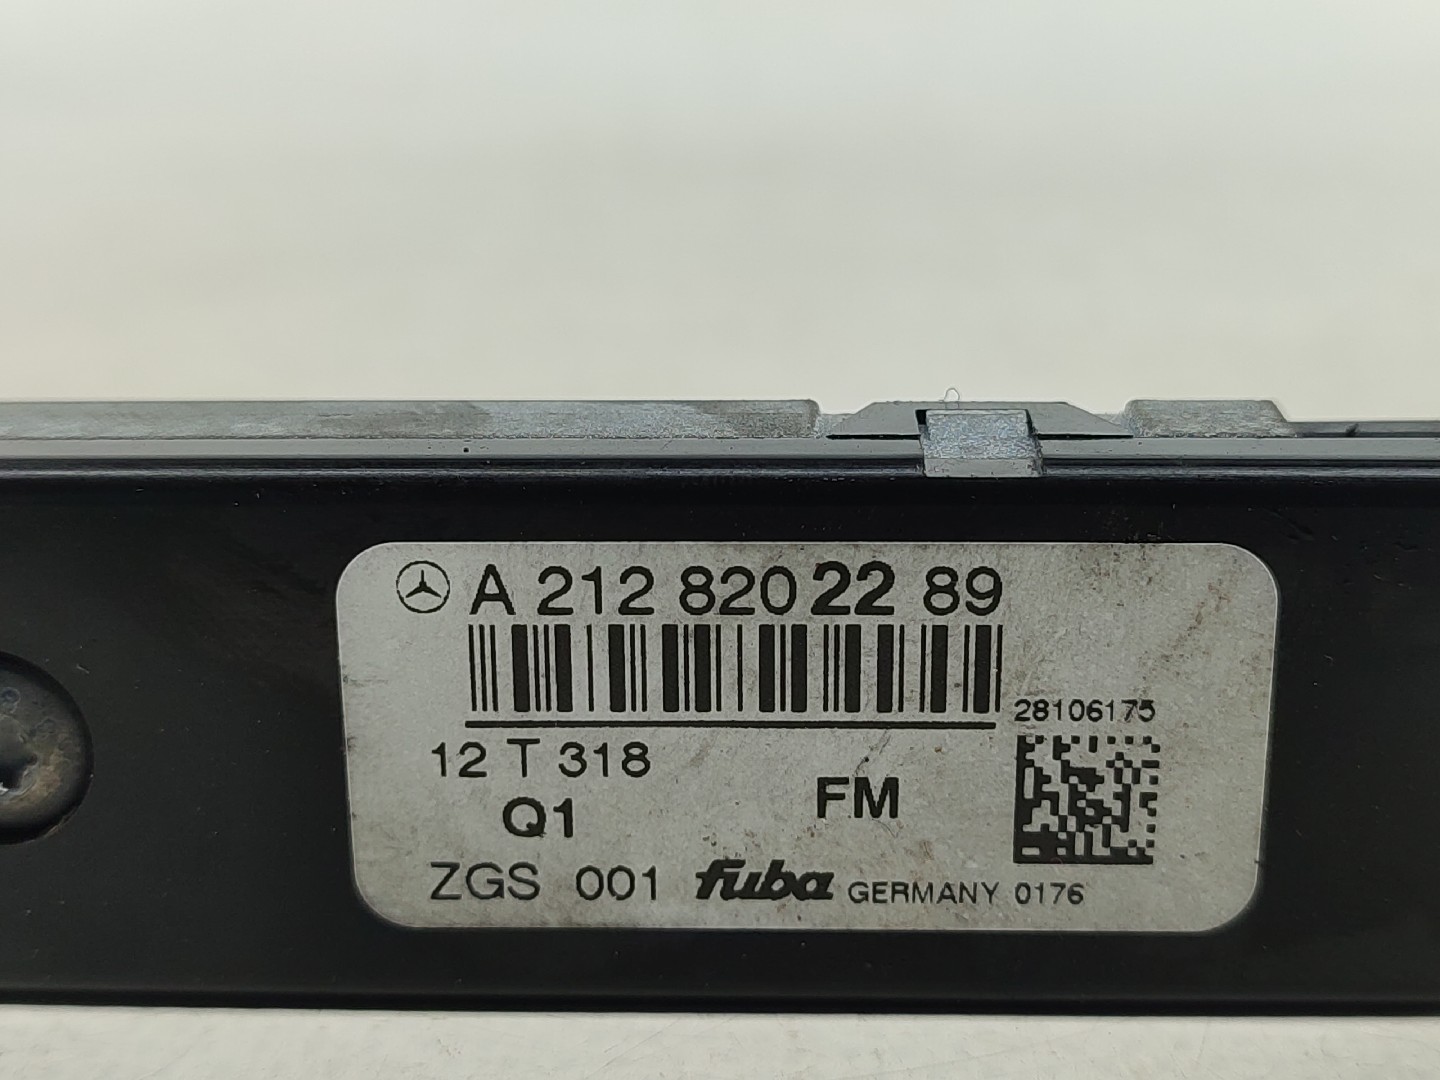 A 212 820 22 89
28106175
12 T 318
FM
Q1
ZGS 001 fuba GERMANY 0176